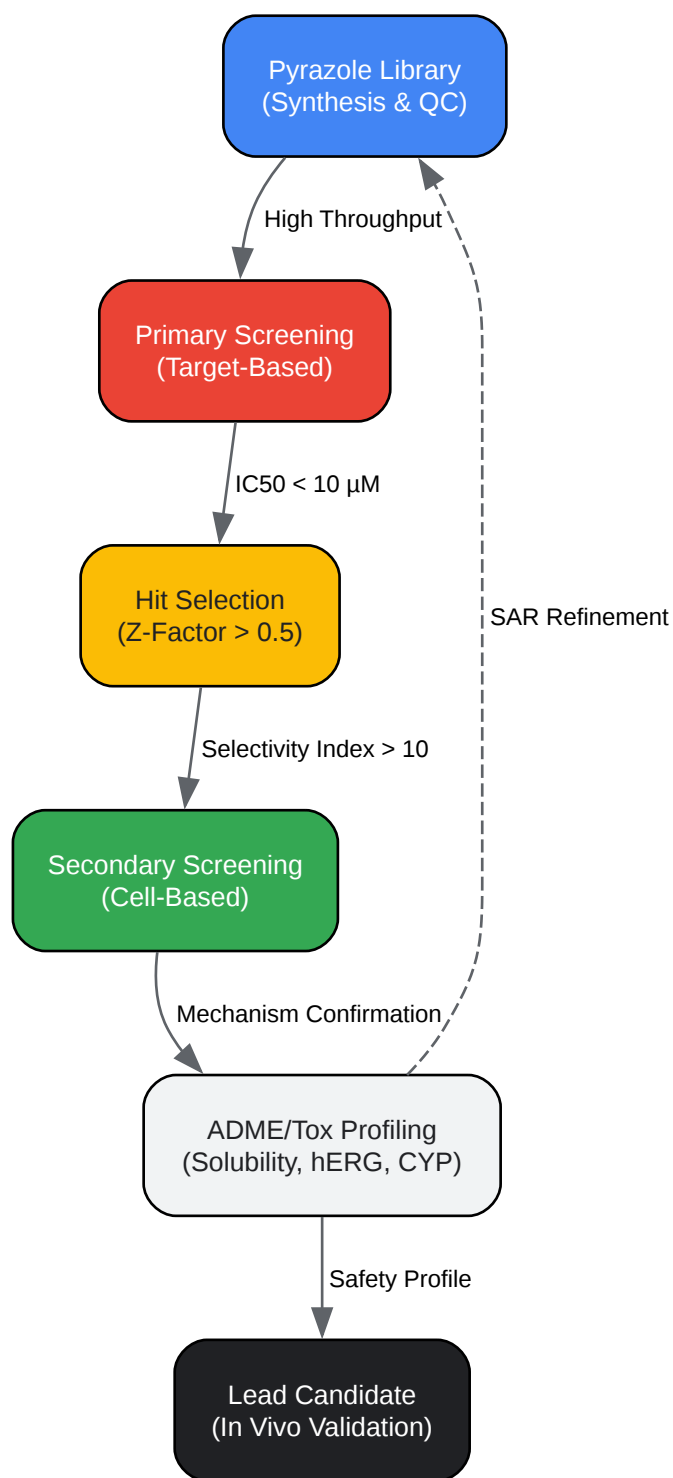 Pyrazole Library
(Synthesis & QC)
High Throughput
Primary Screening
(Target-Based)
IC50 < 10 µM
Hit Selection
(Z-Factor > 0.5)
SAR Refinement
Selectivity Index > 10
Secondary Screening
(Cell-Based)
Mechanism Confirmation
ADME/Tox Profiling
(Solubility, hERG, CYP)
Safety Profile
Lead Candidate
(In Vivo Validation)